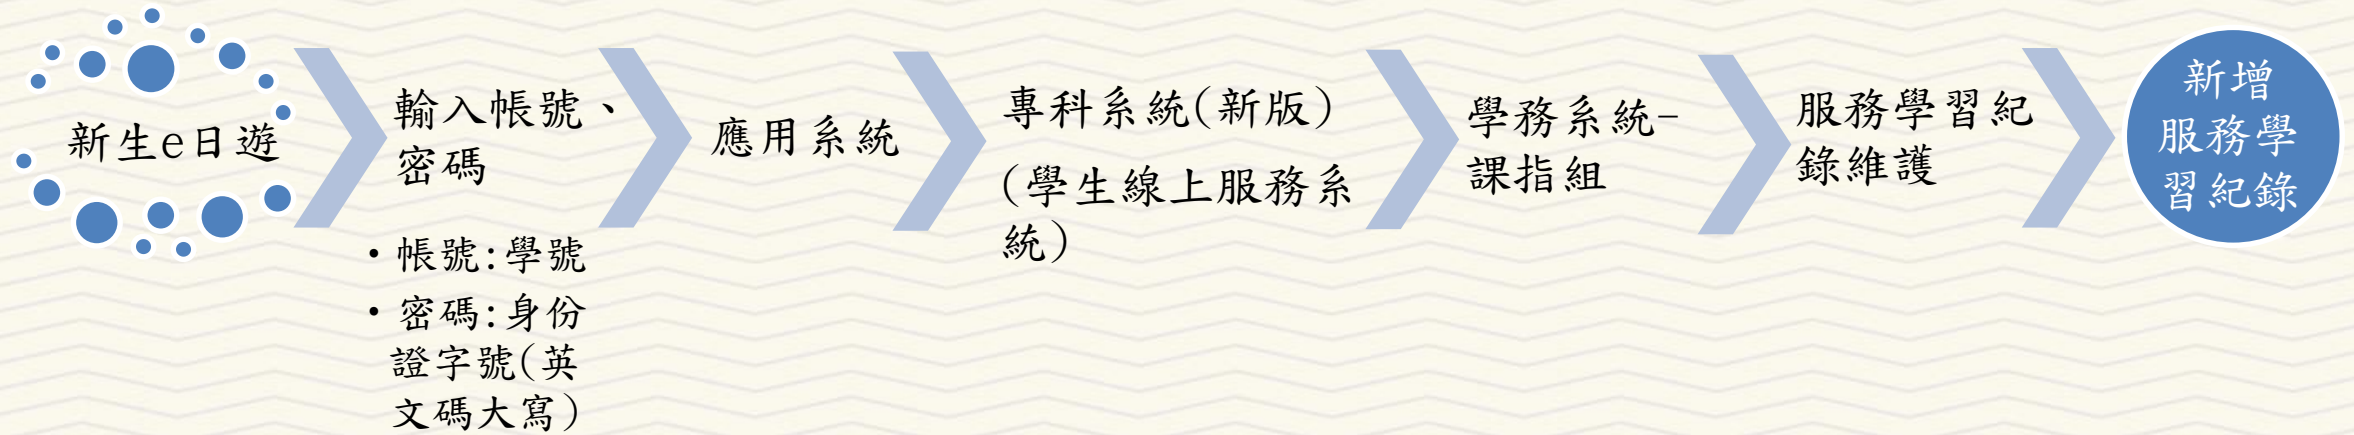 新生e日遊
輸入帳號、
密碼
・帳號:學號
・密碼:身份
證字號(英
文碼大寫)
應用系統
專科系統(新版)
(學生線上服務系
統)
學務系統-
課指組
服務學習紀
錄維護
新增
服務學
習紀錄